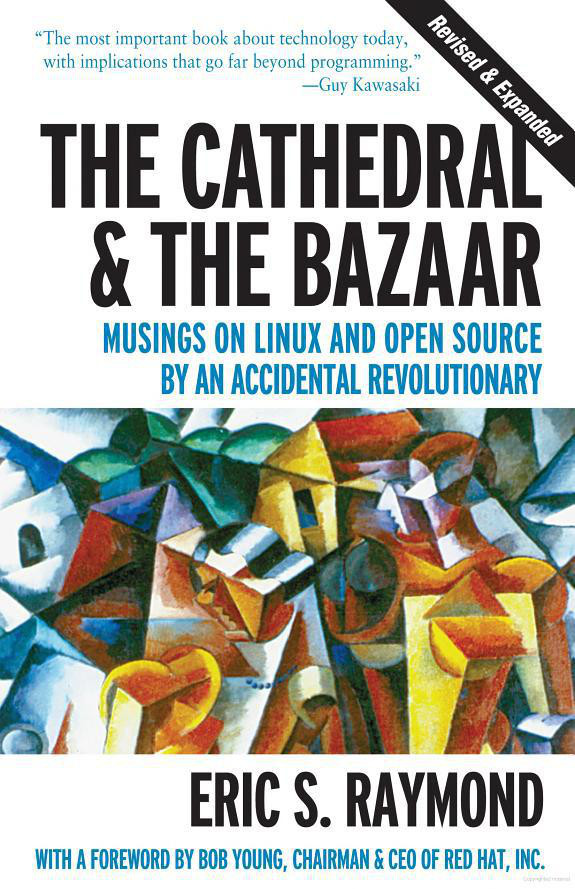 “The most important book about technology today,
with implications that go far beyond programming.”
—Guy Kawasaki
Revised & Expanded
THE CATHEDRAL
& THE BAZAAR
MUSINGS ON LINUX AND OPEN SOURCE
BY AN ACCIDENTAL REVOLUTIONARY
ERIC S. RAYMOND
WITH A FOREWORD BY BOB YOUNG, CHAIRMAN & CEO OF RED HAT, INC.
Copyrighted material